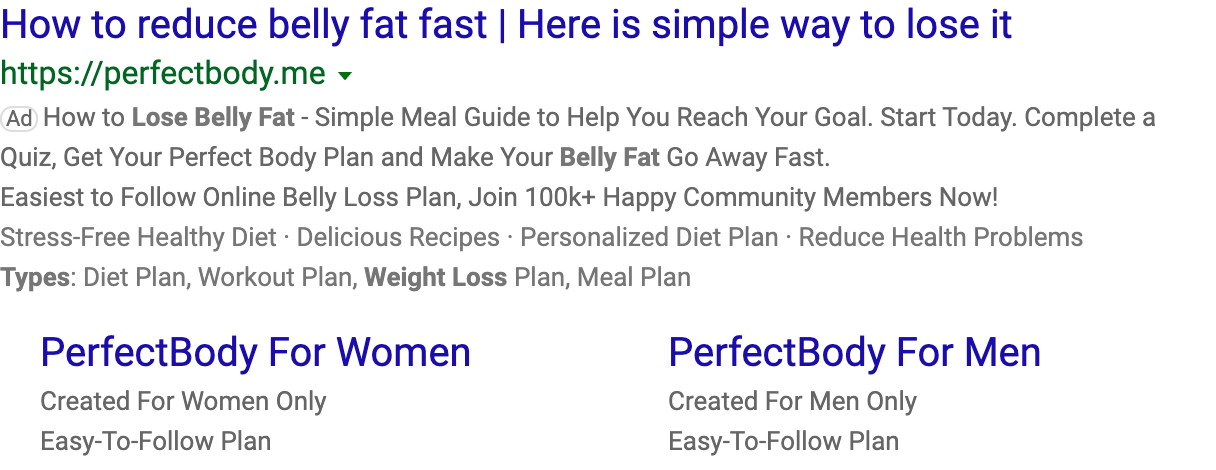 How to reduce belly fat fast | Here is simple way to lose it
https://perfectbody.me
Ad How to Lose Belly Fat - Simple Meal Guide to Help You Reach Your Goal. Start Today. Complete a
Quiz, Get Your Perfect Body Plan and Make Your Belly Fat Go Away Fast.
Easiest to Follow Online Belly Loss Plan, Join 100k+ Happy Community Members Now!
Stress-Free Healthy Diet · Delicious Recipes · Personalized Diet Plan · Reduce Health Problems
Types: Diet Plan, Workout Plan, Weight Loss Plan, Meal Plan
PerfectBody For Women
Created For Women Only
Easy-To-Follow Plan
PerfectBody For Men
Created For Men Only
Easy-To-Follow Plan